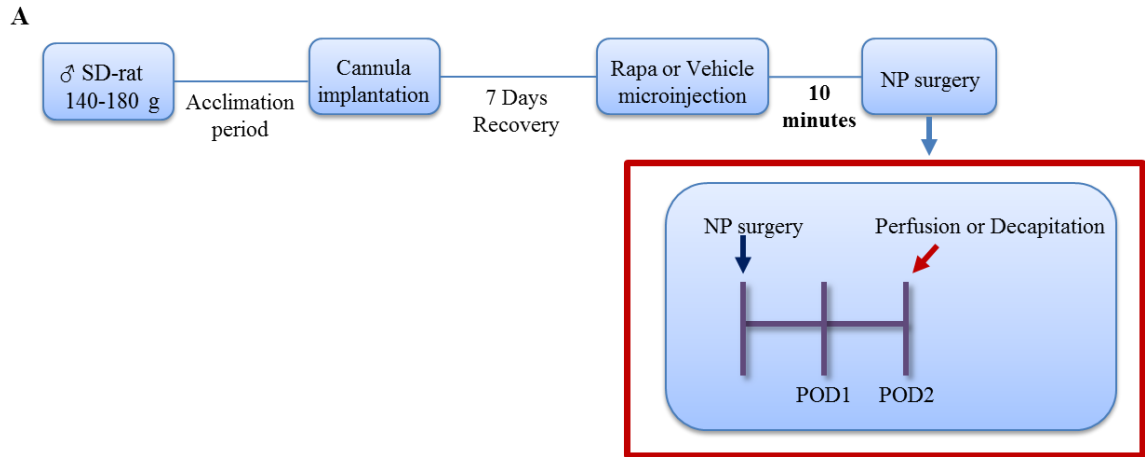 A
♂ SD-rat
140-180 g
Acclimation
period
Cannula
implantation
7 Days
Recovery
Rapa or Vehicle
microinjection
10
minutes
NP surgery
NP surgery
Perfusion or Decapitation
POD1
POD2